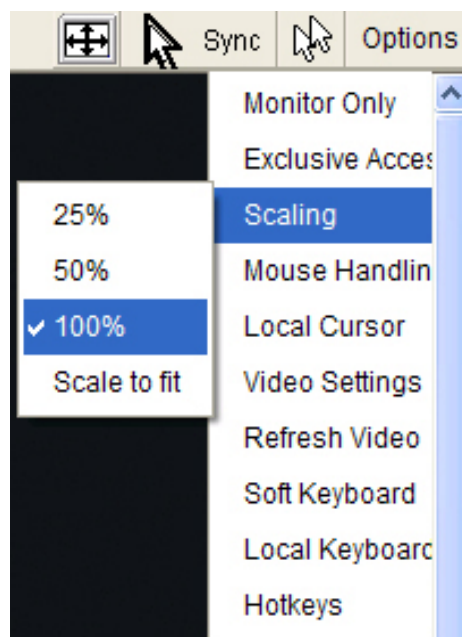 Sync Options
Monitor Only
Exclusive Acces
Scaling
Mouse Handlin
Local Cursor
Video Settings
Refresh Video
Soft Keyboard
Local Keyboard
Hotkeys
25%
50%
100%
Scale to fit